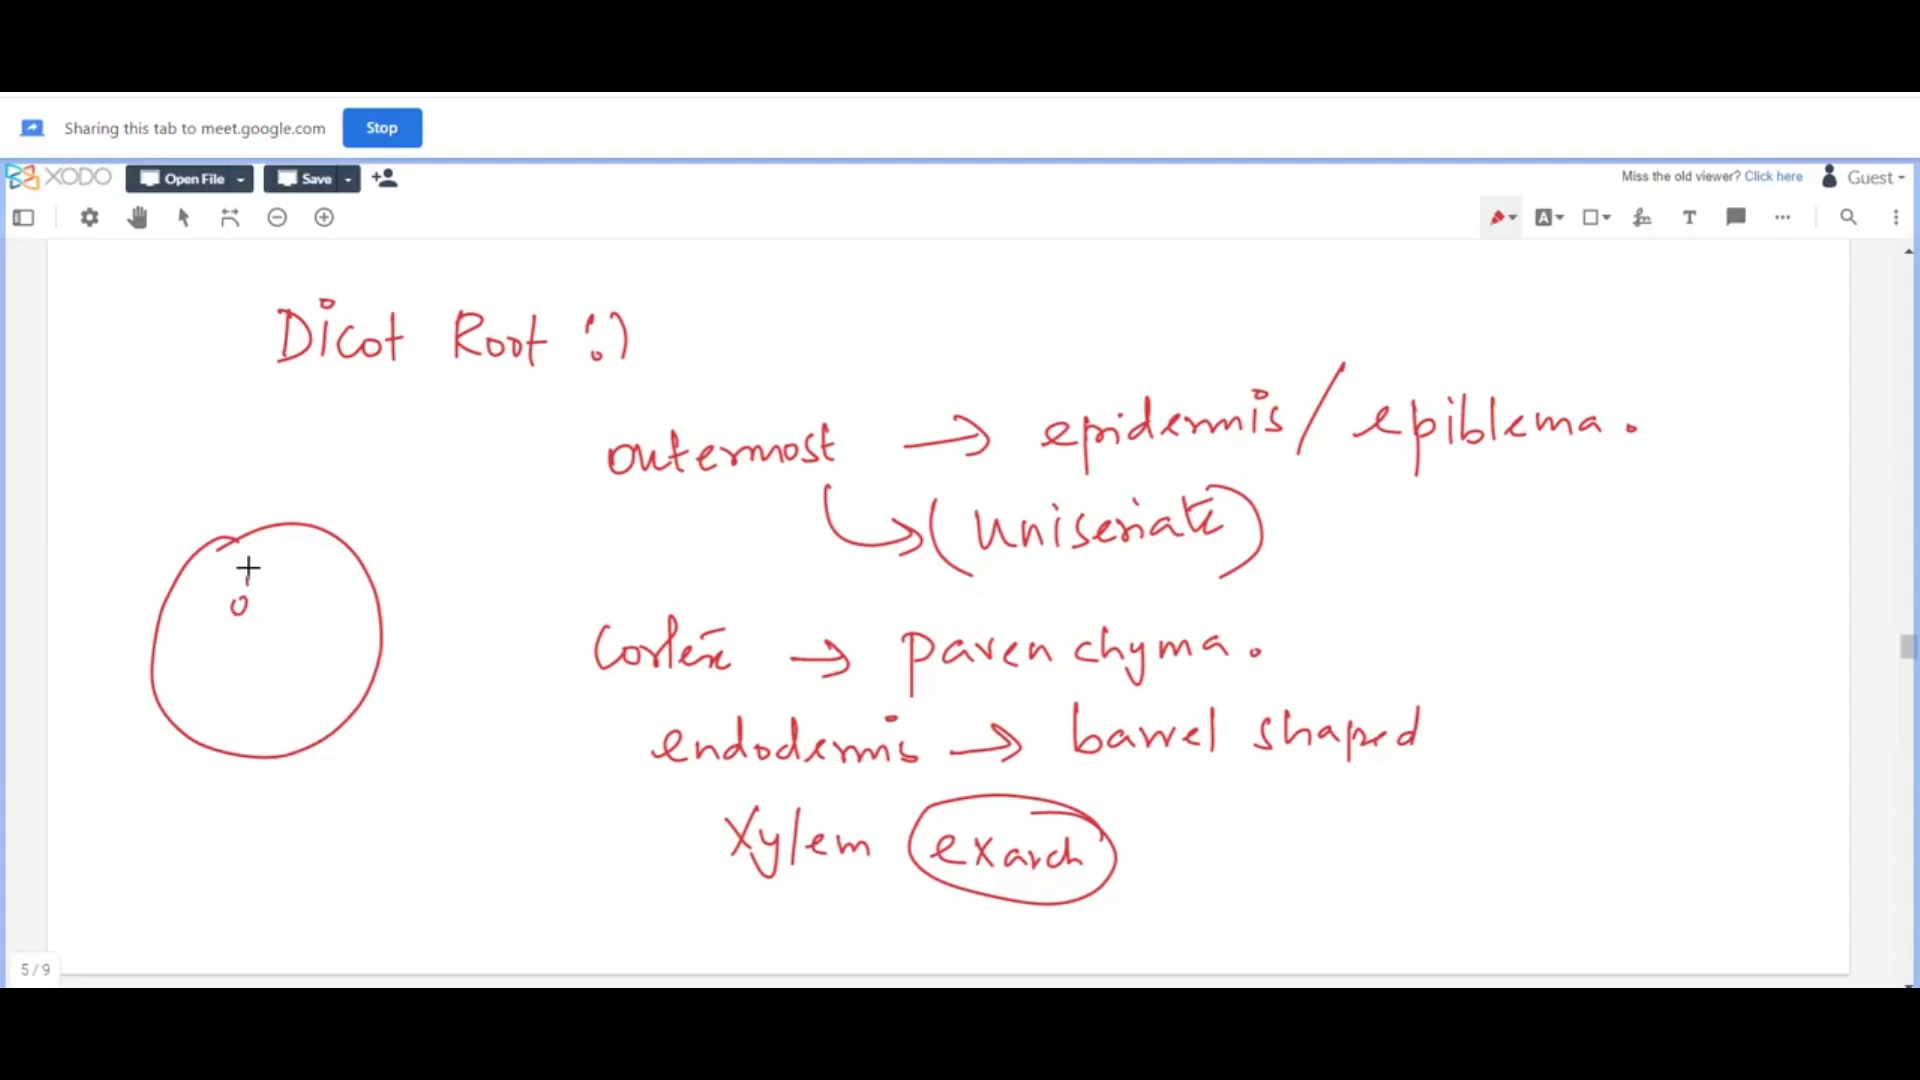 Sharing this tab to meet.google.com Stop
XODO Open File Save Miss the old viewer? Click here Guest
Dicot Root :)
outermost → epidermis / epiblema.
(uniseriate)
Cortex → parenchyma.
endodermis → barrel shaped
Xylem exarch
5 / 9